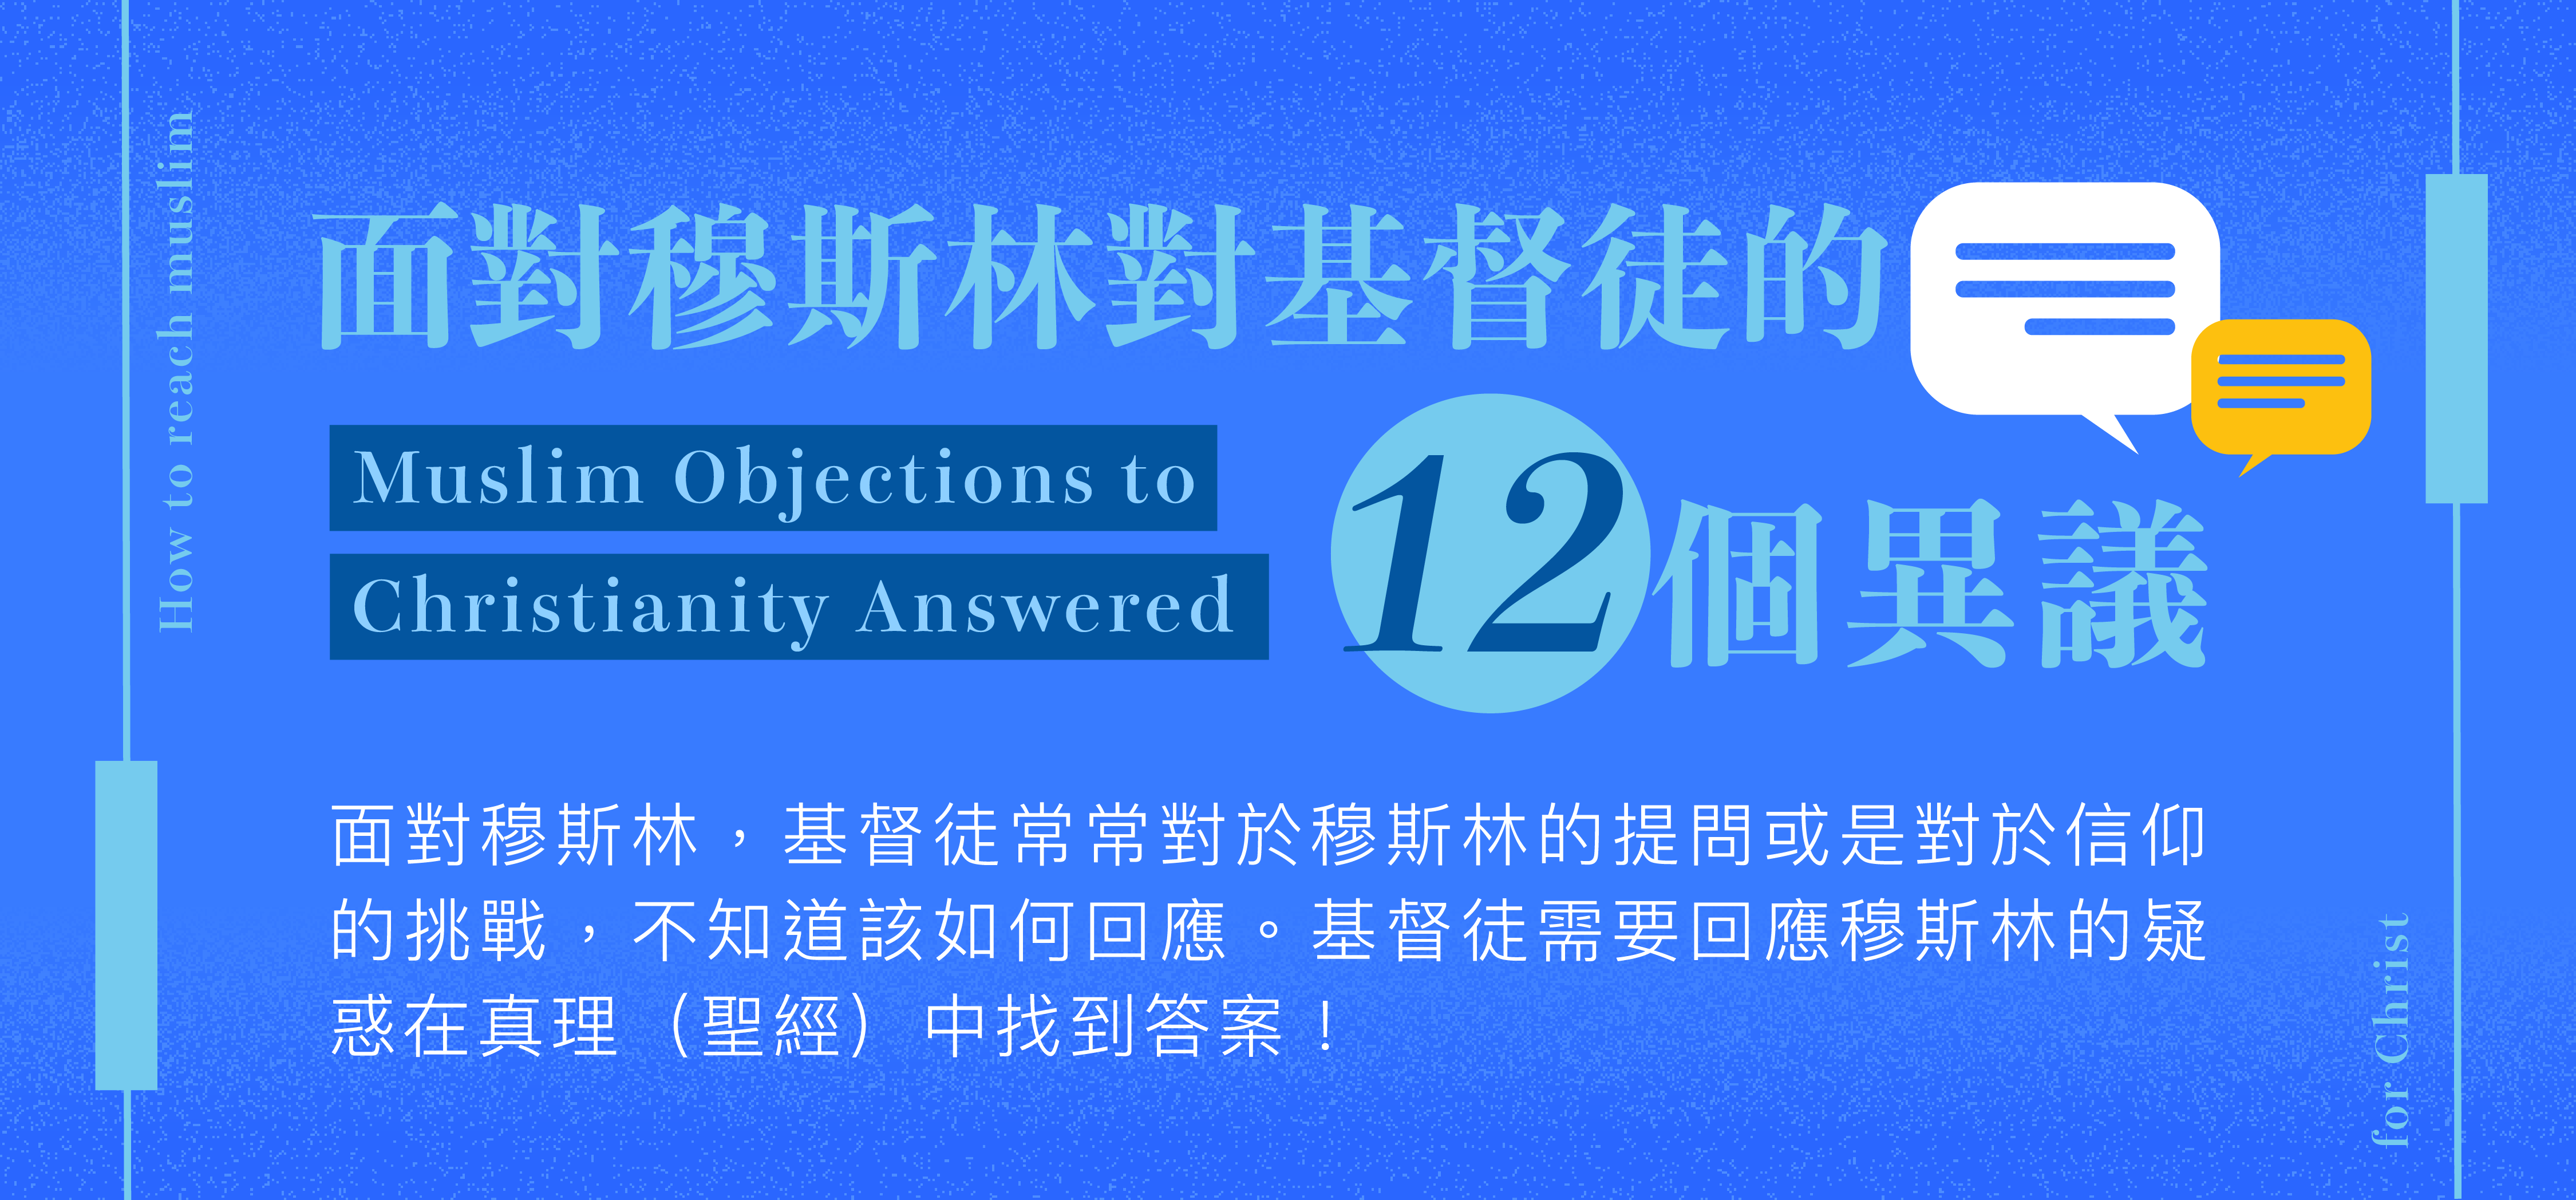 How to reach muslim
面對穆斯林對基督徒的
Muslim Objections to
Christianity Answered
12個異議
面對穆斯林，基督徒常常對於穆斯林的提問或是對於信仰
的挑戰，不知道該如何回應。基督徒需要回應穆斯林的疑
惑在真理（聖經）中找到答案！
for Christ